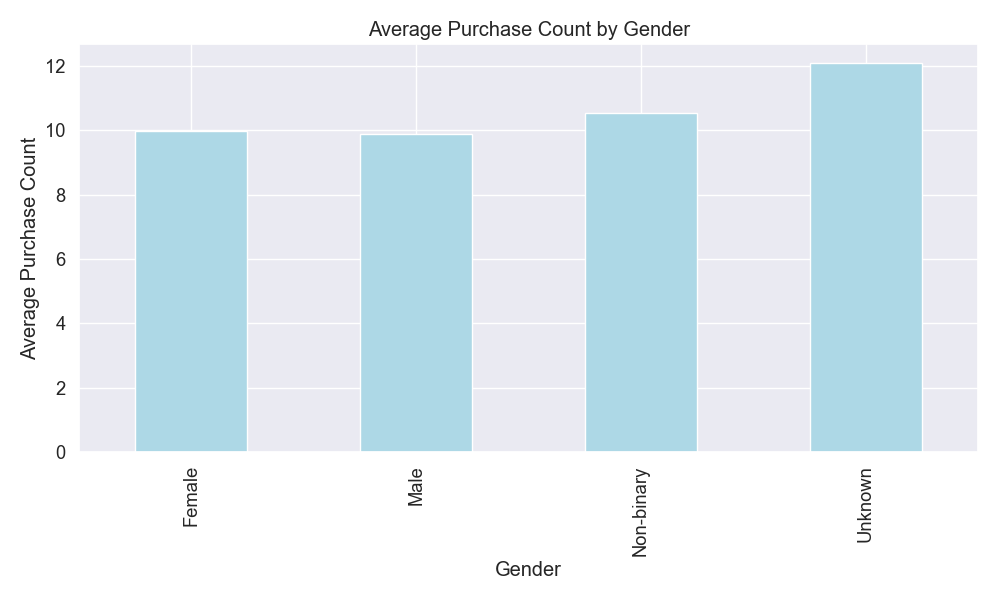 Average Purchase Count by Gender
Average Purchase Count
12
10
8
6
4
2
0
Female
Male
Non-binary
Unknown
Gender